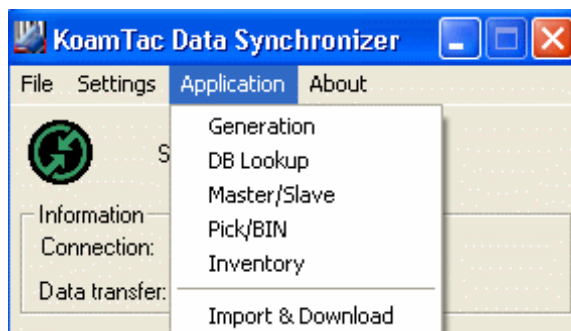 KoamTac Data Synchronizer
File Settings Application About
Generation
S
DB Lookup
Master/Slave
Information
Pick/BIN
Connection:
Inventory
Data transfer:
Import & Download